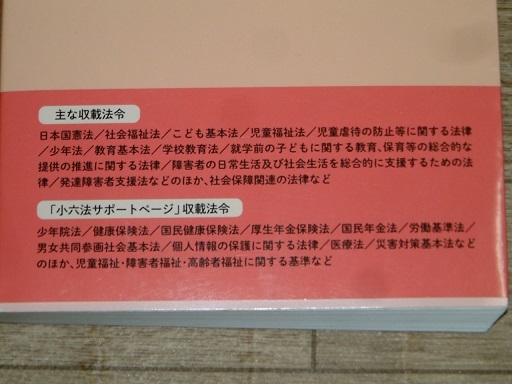 主な収載法令
日本国憲法／社会福祉法／こども基本法／児童福祉法／児童虐待の防止等に関する法律
／少年法／教育基本法／学校教育法／就学前の子どもに関する教育、保育等の総合的な
提供の推進に関する法律／障害者の日常生活及び社会生活を総合的に支援するための法
律／発達障害者支援法などのほか、社会保障関連の法律など
「小六法サポートページ」収載法令
少年院法／健康保険法／国民健康保険法／厚生年金保険法／国民年金法／労働基準法／
男女共同参画社会基本法／個人情報の保護に関する法律／医療法／災害対策基本法など
のほか、児童福祉・障害者福祉・高齢者福祉に関する基準など